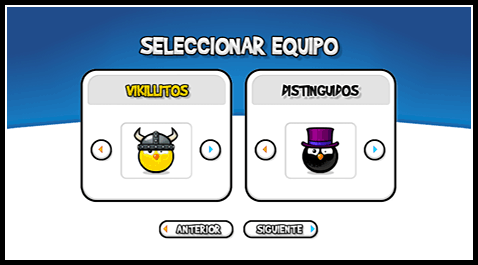 SELECCIONAR EQUIPO
VIKILLITOS
DISTINGUIDOS
ANTERIOR
SIGUIENTE